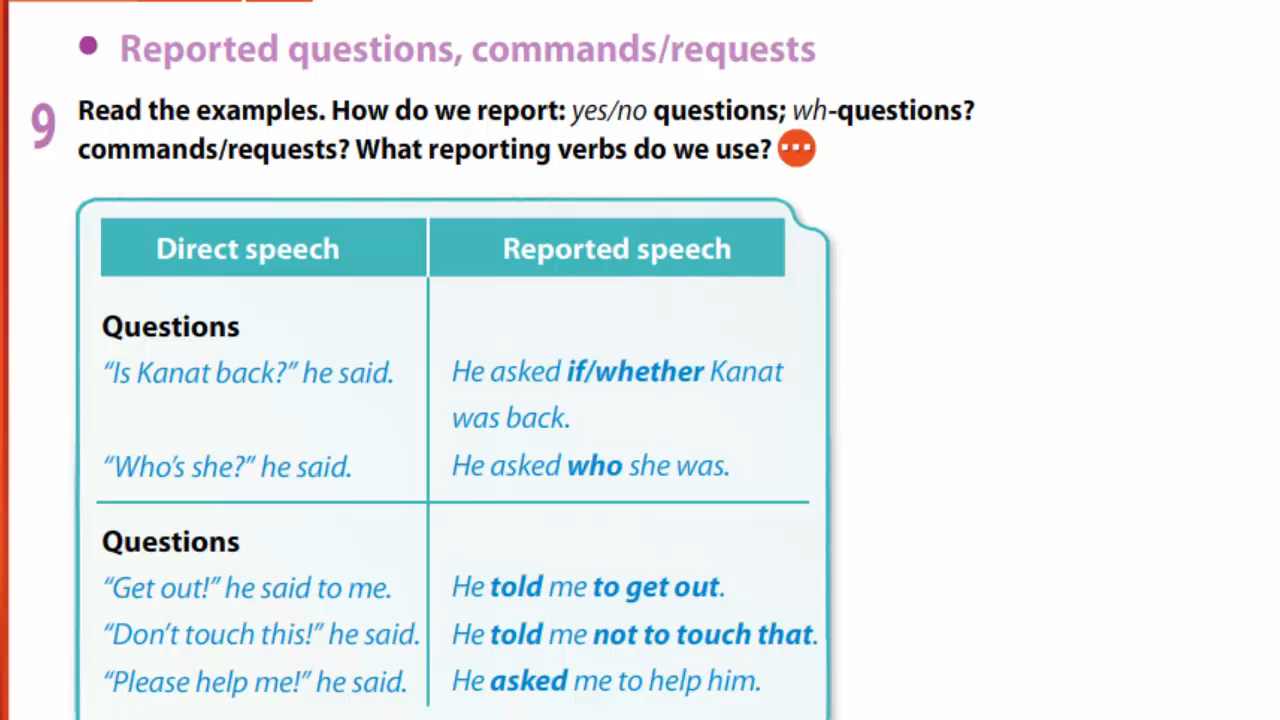 • Reported questions, commands/requests
9 Read the examples. How do we report: yes/no questions; wh-questions?
commands/requests? What reporting verbs do we use?
Direct speech Reported speech
Questions
“Is Kanat back?” he said. He asked if/whether Kanat
was back.
“Who’s she?” he said. He asked who she was.
Questions
“Get out!” he said to me. He told me to get out.
“Don’t touch this!” he said. He told me not to touch that.
“Please help me!” he said. He asked me to help him.